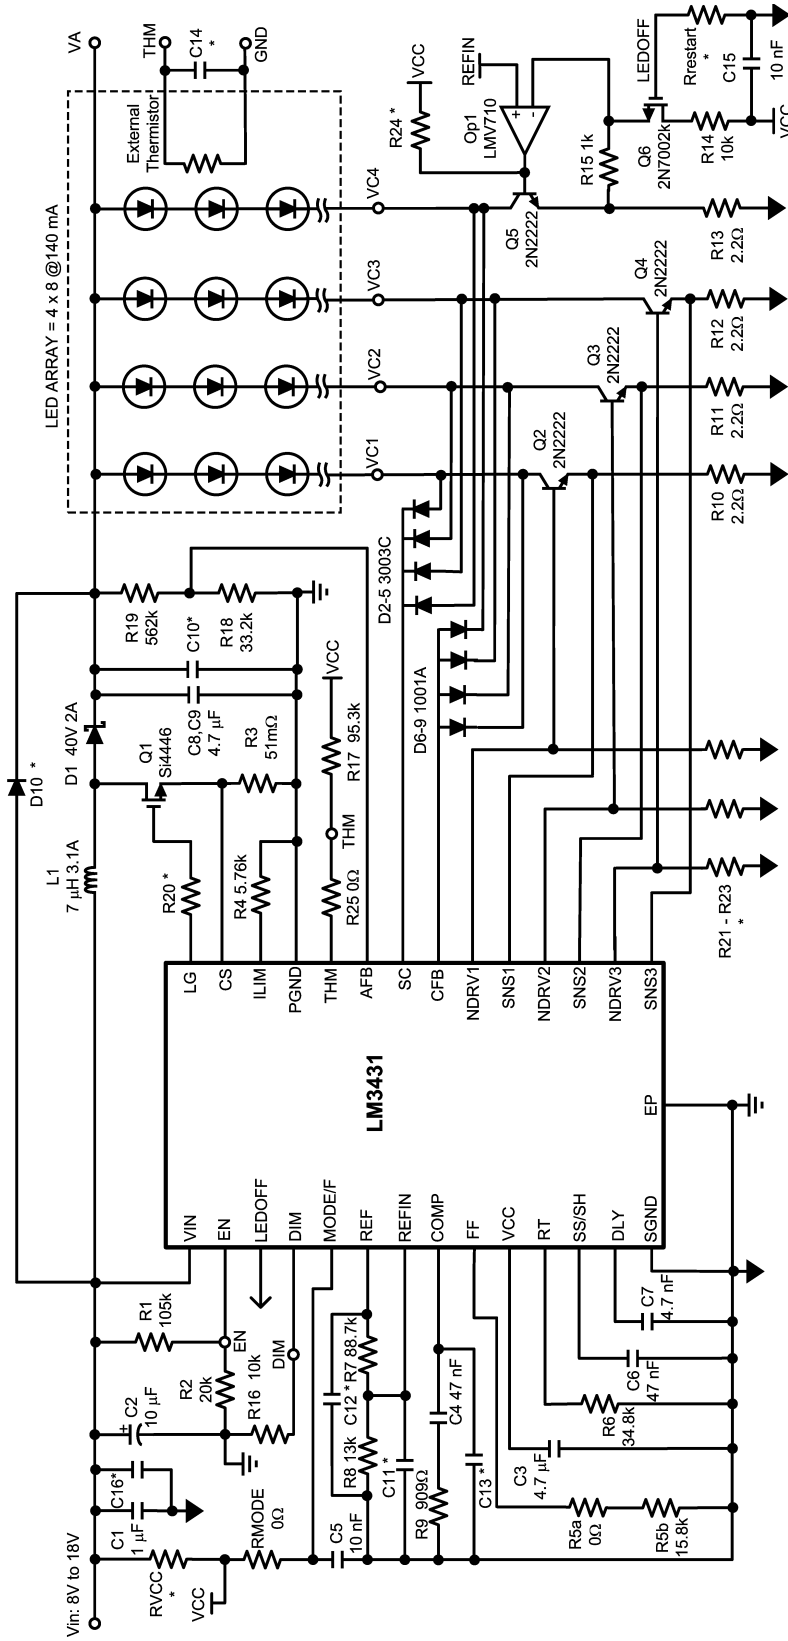 Vin: 8V to 18V
VA
L1
7 μH 3.1A
D10 *
D1 40V 2A
RVCC
*
VCC
C1
1 μF
C16*
C2
10 μF
+
R1
105k
R2
20k
EN
R16 10k
DIM
RMODE
0Ω
C5
10 nF
R8 13k
C12 *
R7 88.7k
C11 *
R9 909Ω
C4 47 nF
C13 *
C3
4.7 μF
R5a
0Ω
R5b
15.8k
R6
34.8k
C6
47 nF
C7
4.7 nF
VIN
EN
LEDOFF
DIM
MODE/F
REF
REFIN
COMP
FF
VCC
RT
SS/SH
DLY
SGND
LM3431
EP
LG
CS
ILIM
PGND
THM
AFB
SC
CFB
NDRV1
SNS1
NDRV2
SNS2
NDRV3
SNS3
R20 *
R4 5.76k
R25 0Ω
THM
R17 95.3k
VCC
Q1
Si4446
R3
51mΩ
C8,C9
4.7 μF
C10*
R19
562k
R18
33.2k
D2-5 3003C
D6-9 1001A
R21 - R23
*
LED ARRAY = 4 x 8 @140 mA
VC1
VC2
VC3
VC4
External
Thermistor
THM
C14
*
GND
Q2
2N2222
Q3
2N2222
Q4
2N2222
Q5
2N2222
R10
2.2Ω
R11
2.2Ω
R12
2.2Ω
R13
2.2Ω
R24 *
VCC
REFIN
Op1
LMV710
+
-
R15 1k
Q6
2N7002k
LEDOFF
R14
10k
Rrestart
*
C15
10 nF
VCC